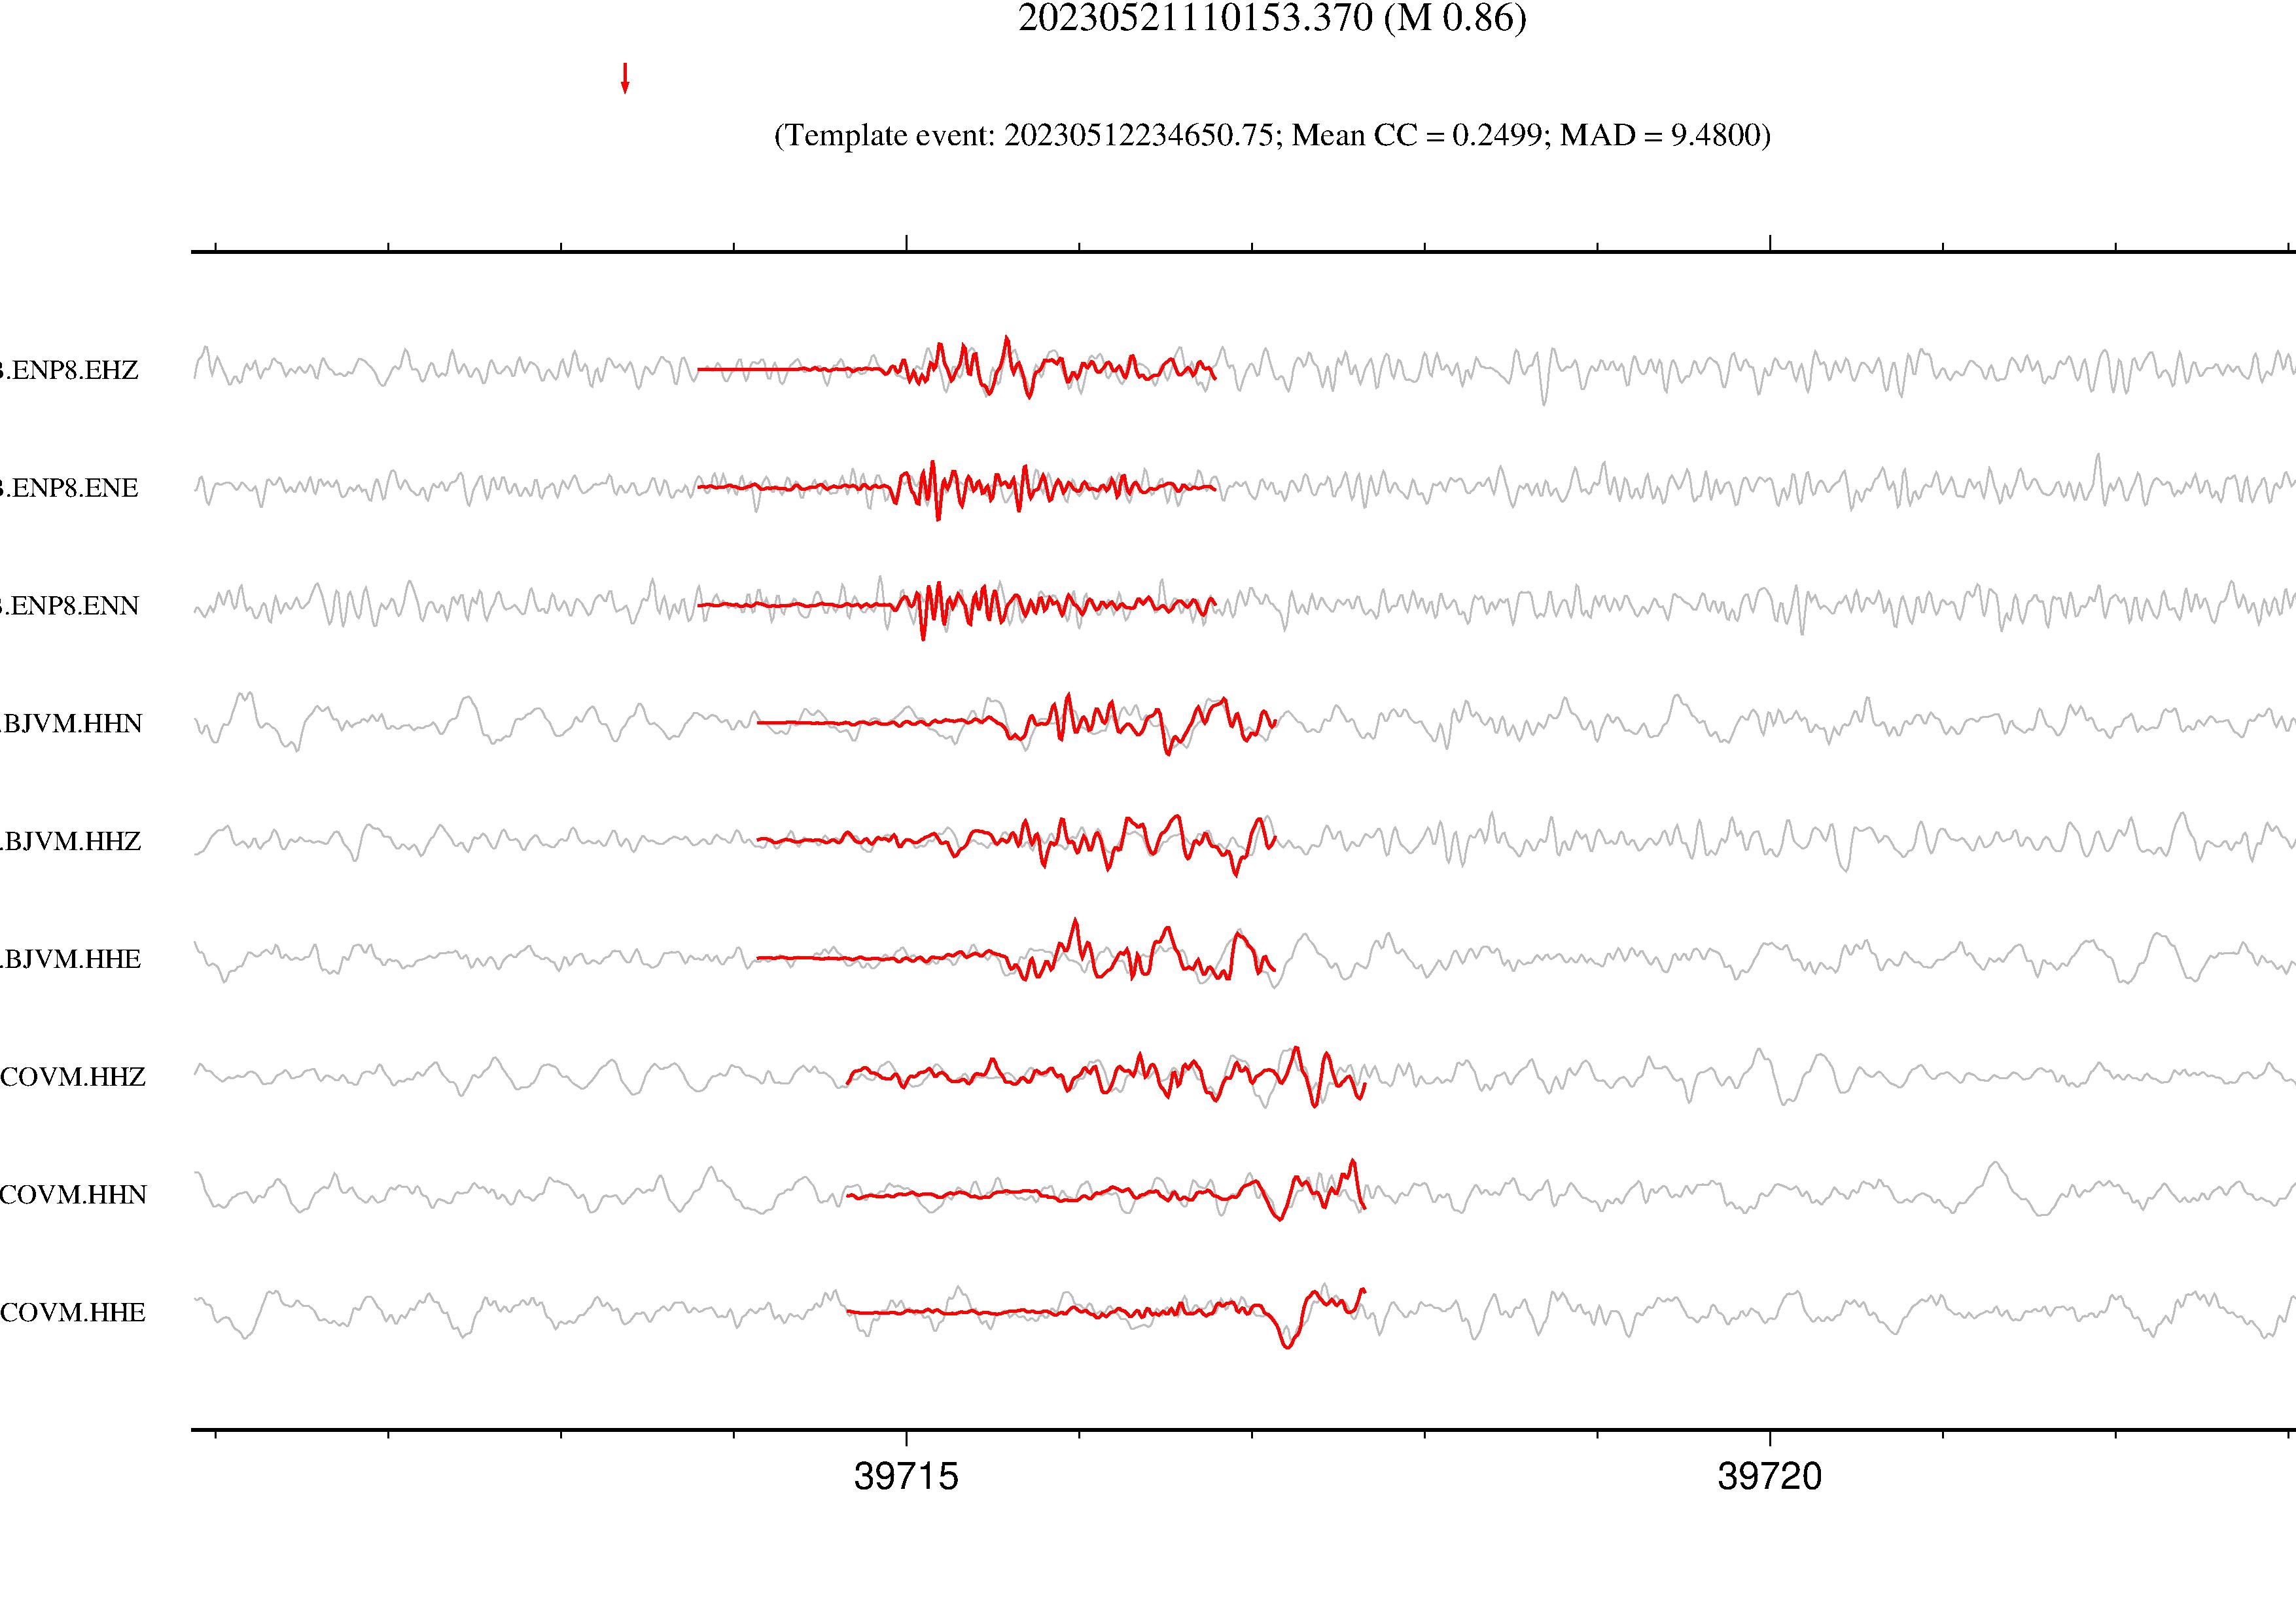 20230521110153.370 (M 0.86)
(Template event: 20230512234650.75; Mean CC = 0.2499; MAD = 9.4800)
.ENP8.EHZ
.ENP8.ENE
.ENP8.ENN
.BJVM.HHN
.BJVM.HHZ
.BJVM.HHE
COVM.HHZ
COVM.HHN
COVM.HHE
39715 39720